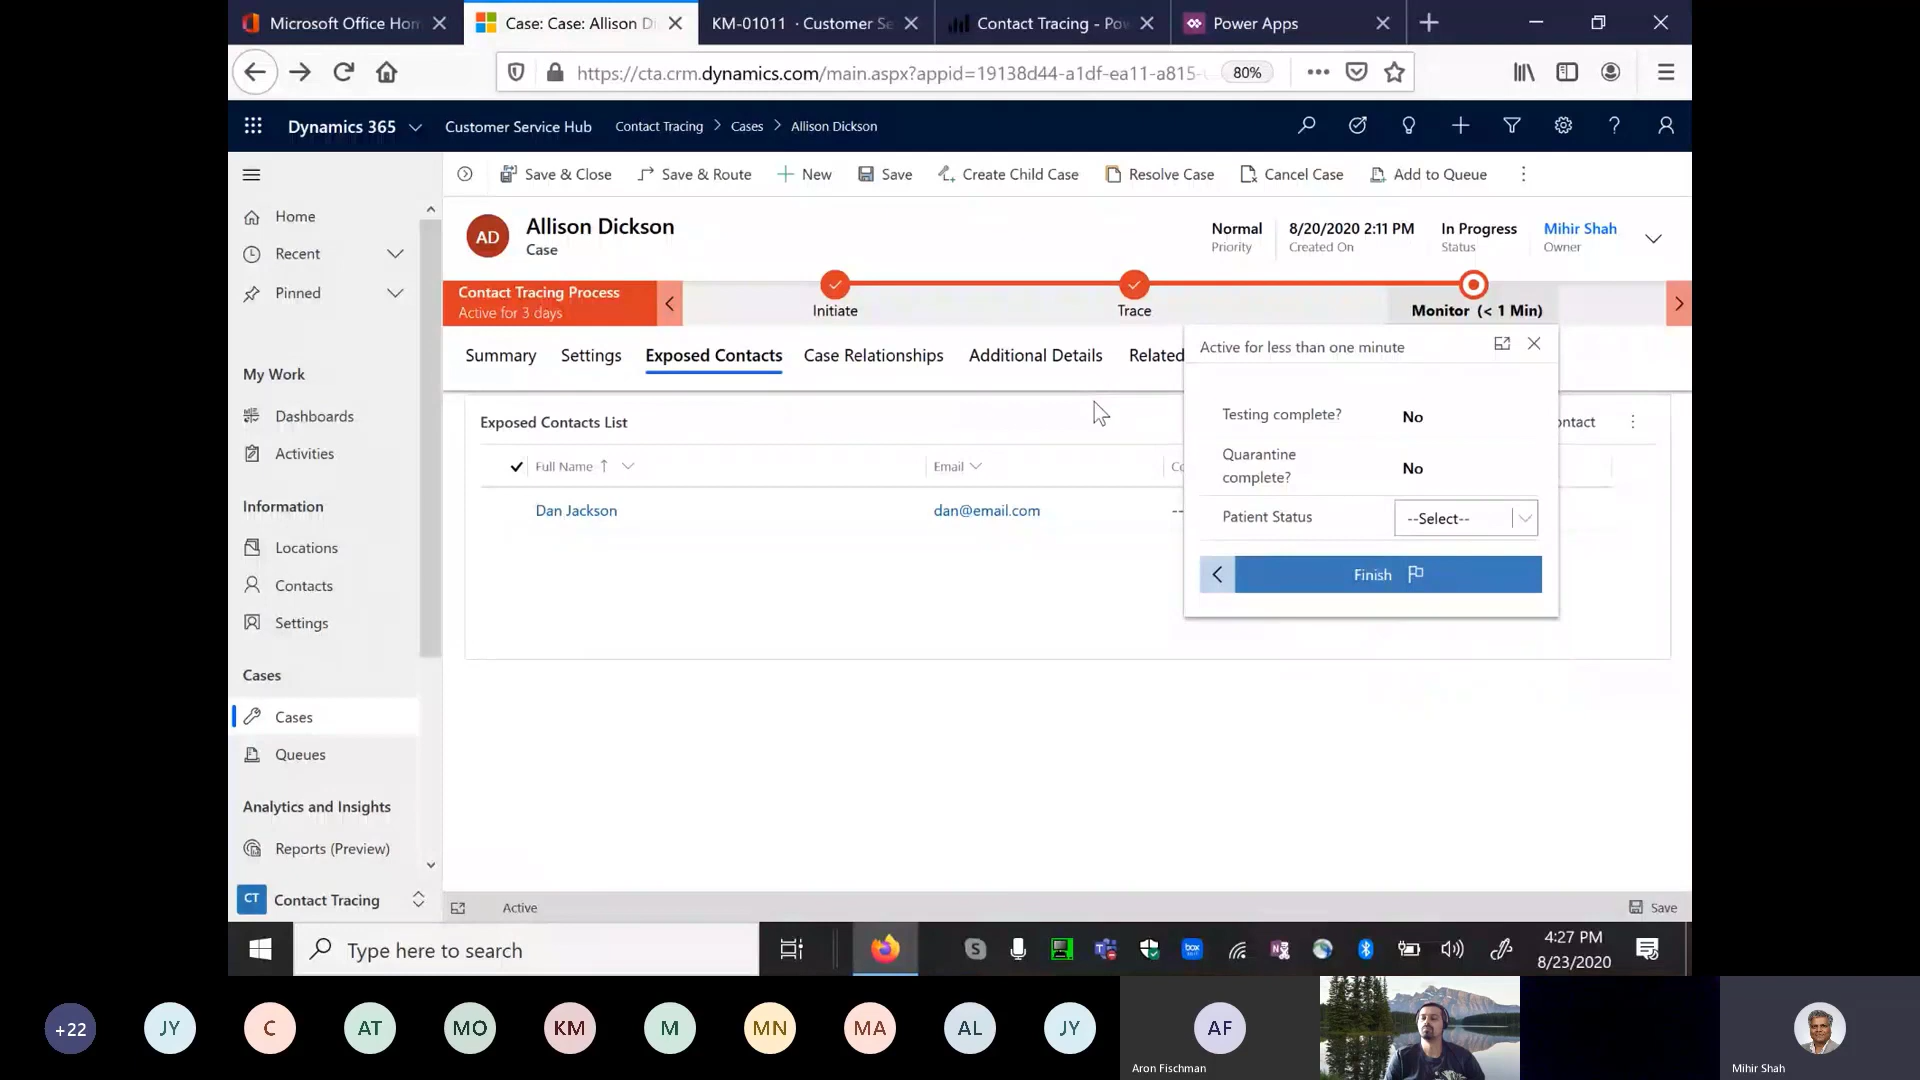 Microsoft Office Hom
Case: Case: Allison D
KM-01011 · Customer Se
Contact Tracing - Pow
Power Apps
https://cta.crm.dynamics.com/main.aspx?appid=19138d44-a1df-ea11-a815-
80%
Dynamics 365
Customer Service Hub
Contact Tracing > Cases > Allison Dickson
Save & Close
Save & Route
New
Save
Create Child Case
Resolve Case
Cancel Case
Add to Queue
Home
Recent
Pinned
My Work
Dashboards
Activities
Information
Locations
Contacts
Settings
Cases
Cases
Queues
Analytics and Insights
Reports (Preview)
CT
Contact Tracing
AD
Allison Dickson
Case
Normal
Priority
8/20/2020 2:11 PM
Created On
In Progress
Status
Mihir Shah
Owner
Contact Tracing Process
Active for 3 days
Initiate
Trace
Monitor (< 1 Min)
Summary
Settings
Exposed Contacts
Case Relationships
Additional Details
Related
Active for less than one minute
Testing complete?
No
Quarantine
complete?
No
Patient Status
--Select--
Finish
Exposed Contacts List
ontact
Full Name
Email
Co
Dan Jackson
dan@email.com
--
Active
Save
Type here to search
box
4:27 PM
8/23/2020
+22
JY
C
AT
MO
KM
M
MN
MA
AL
JY
AF
Aron Fischman
Mihir Shah